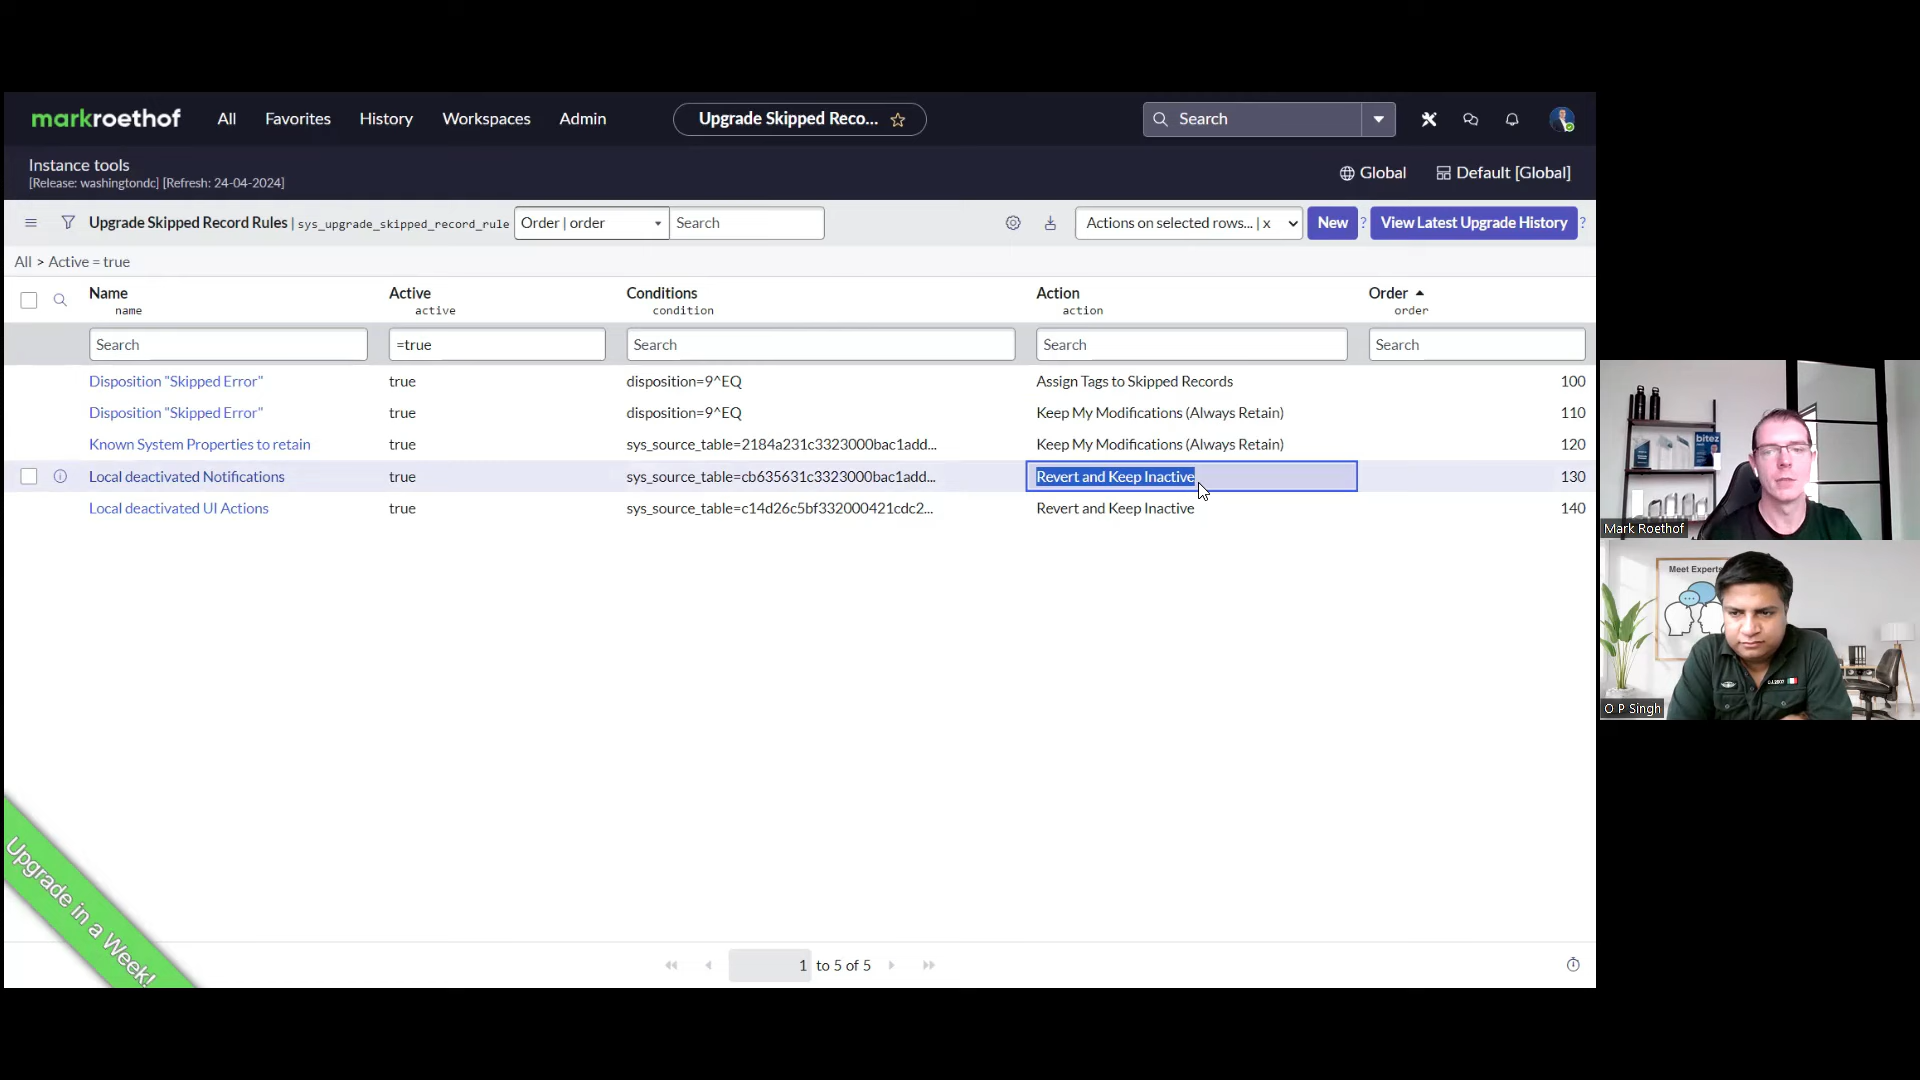 markroethof
All
Favorites
History
Workspaces
Admin
Upgrade Skipped Reco...
Search
Instance tools
[Release: washingtondc] [Refresh: 24-04-2024]
Global
Default [Global]
Upgrade Skipped Record Rules | sys_upgrade_skipped_record_rule
Order | order
Search
Actions on selected rows... | x
New
?
View Latest Upgrade History
?
All > Active = true
Name
name
Active
active
Conditions
condition
Action
action
Order
order
Search
=true
Search
Search
Search
Disposition "Skipped Error" true disposition=9^EQ Assign Tags to Skipped Records 100
Disposition "Skipped Error" true disposition=9^EQ Keep My Modifications (Always Retain) 110
Known System Properties to retain true sys_source_table=2184a231c3323000bac1add... Keep My Modifications (Always Retain) 120
Local deactivated Notifications true sys_source_table=cb635631c3323000bac1add... Revert and Keep Inactive 130
Local deactivated UI Actions true sys_source_table=c14d26c5bf332000421cdc2... Revert and Keep Inactive 140
1 to 5 of 5
Upgrade in a Week!
bitez
Mark Roethof
Meet Experts
O P Singh